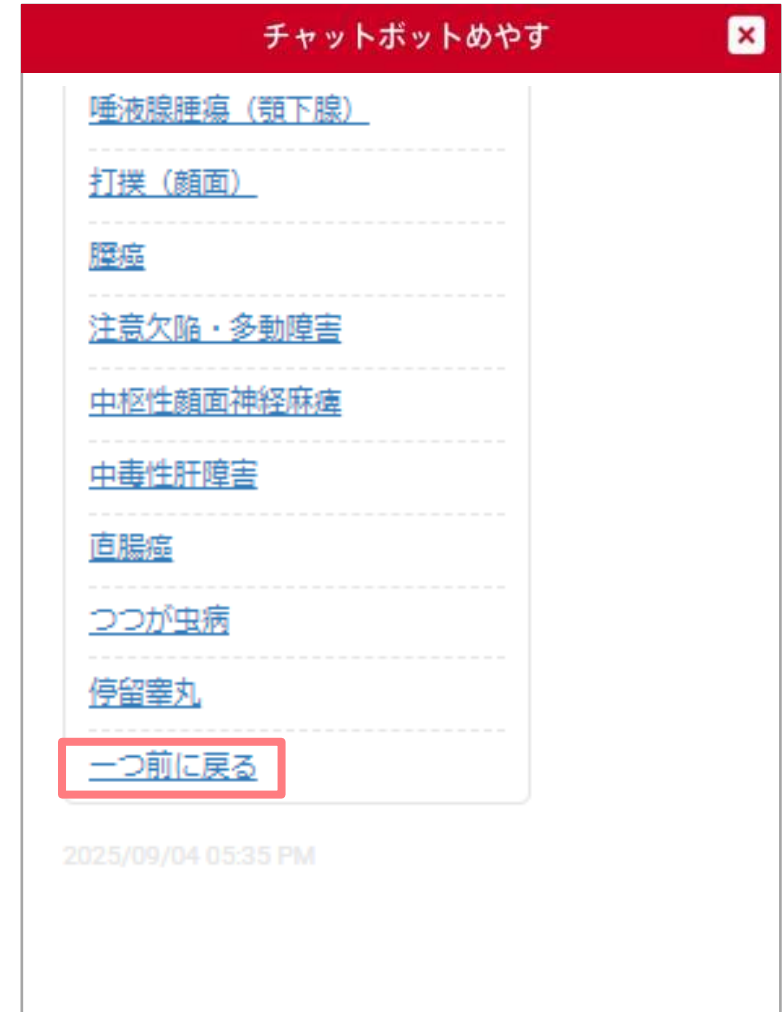 チャットボットめやす
唾液腺腫瘍（顎下腺）
打撲（顔面）
膣癌
注意欠陥・多動障害
中枢性顔面神経麻痺
中毒性肝障害
直腸癌
つつが虫病
停留睾丸
一つ前に戻る
2025/09/04 05:35 PM